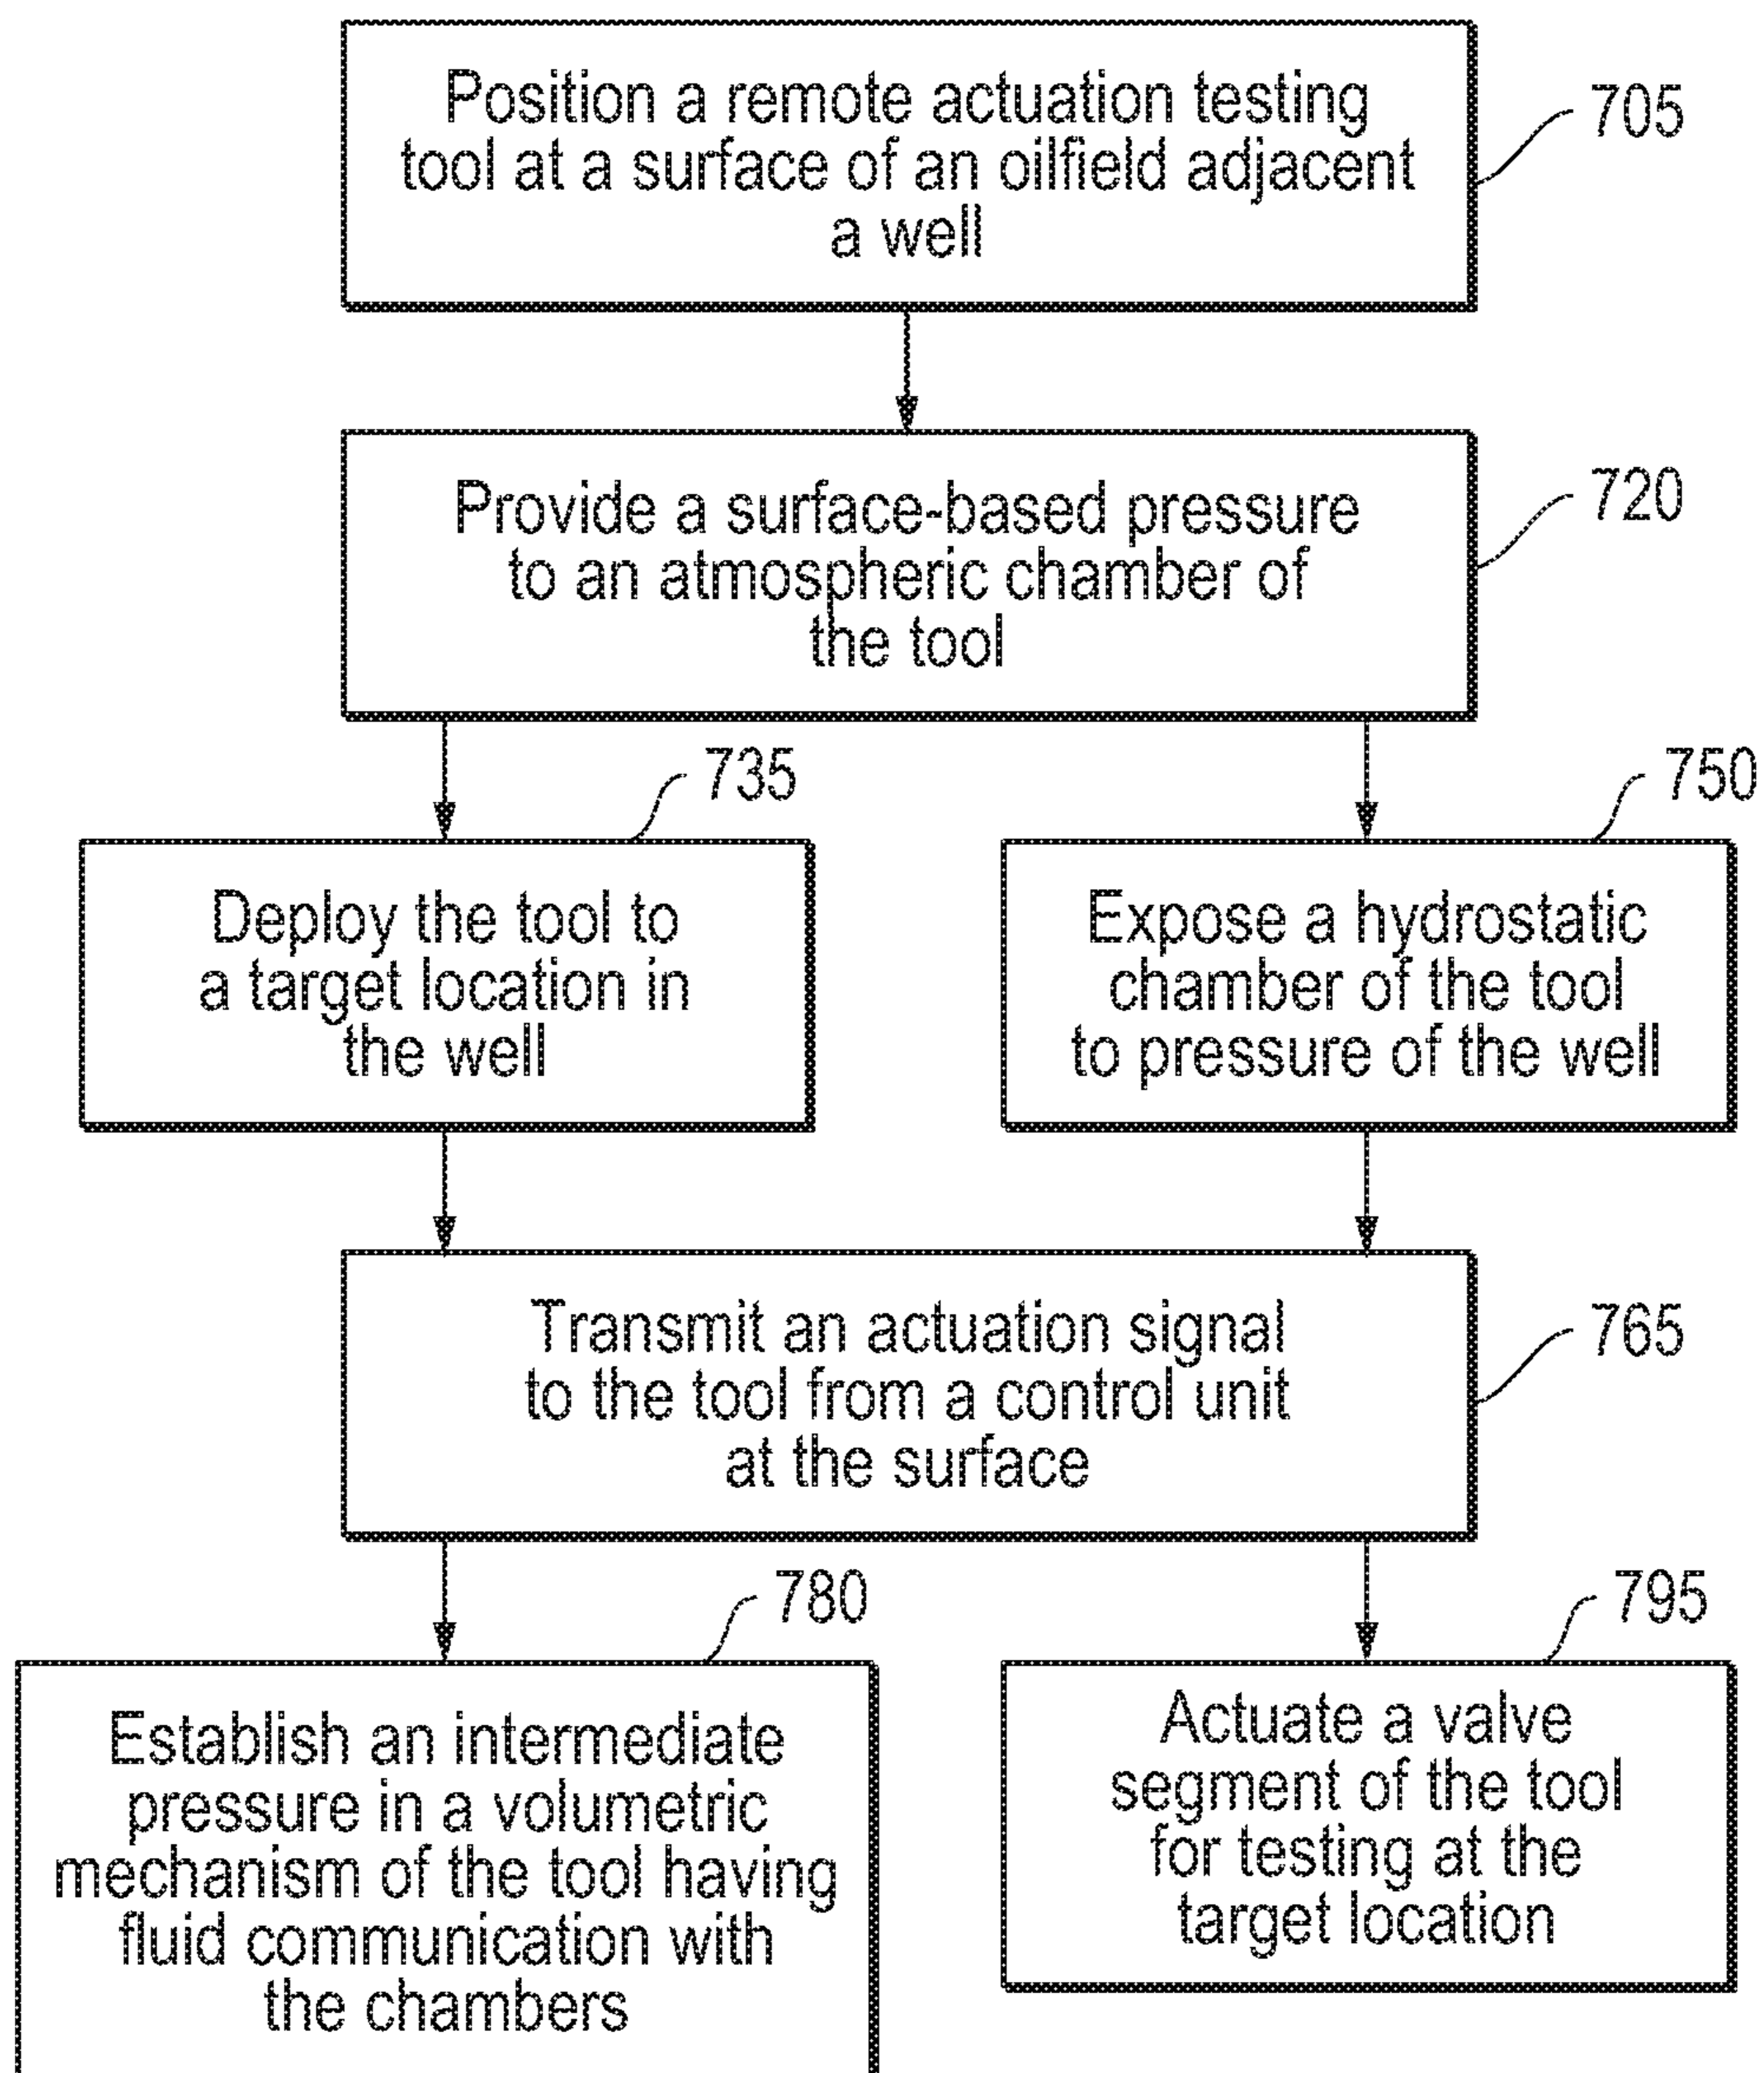 Position a remote actuation testing
tool at a surface of an oilfield adjacent
a well
705
Provide a surface-based pressure
to an atmospheric chamber of
the tool
720
735
Deploy the tool to
a target location in
the well
750
Expose a hydrostatic
chamber of the tool
to pressure of the well
Transmit an actuation signal
to the tool from a control unit
at the surface
765
780
Establish an intermediate
pressure in a volumetric
mechanism of the tool having
fluid communication with
the chambers
795
Actuate a valve
segment of the tool
for testing at the
target location